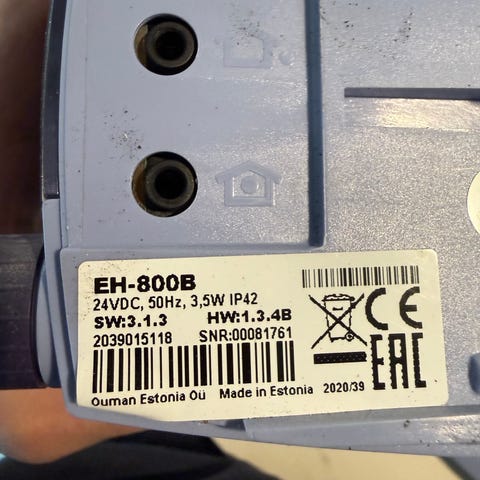 EH-800B
24VDC, 50Hz, 3,5W IP42
SW:3.1.3 HW:1.3.4B
2039015118 SNR:00081761
Ouman Estonia Oü Made in Estonia 2020/39
CE
EAC